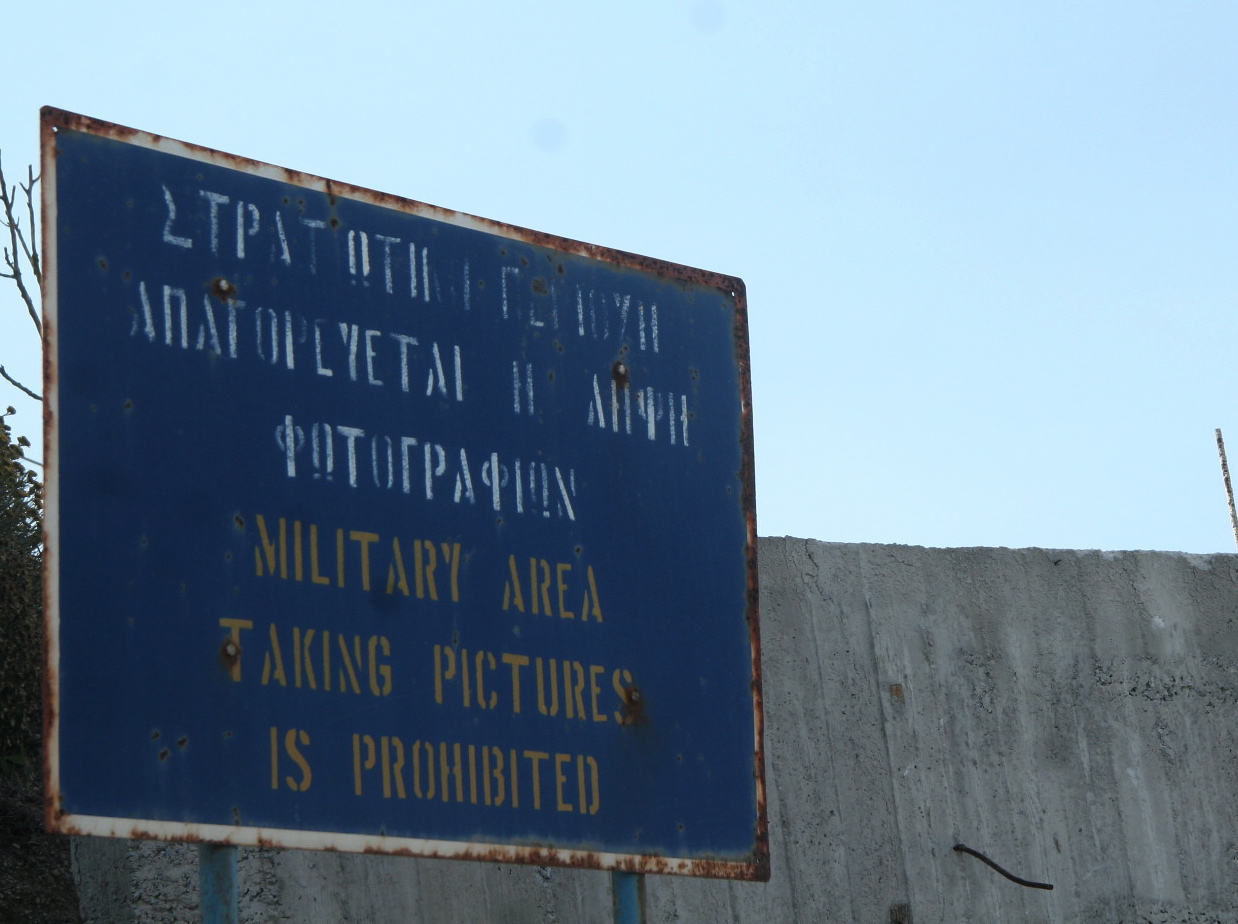 ΣΤΡΑΤΙΩΤΙΚΗ ΠΕΡΙΟΧΗ
ΑΠΑΓΟΡΕΥΕΤΑΙ Η ΛΗΨΗ
ΦΩΤΟΓΡΑΦΙΩΝ
MILITARY AREA
TAKING PICTURES
IS PROHIBITED